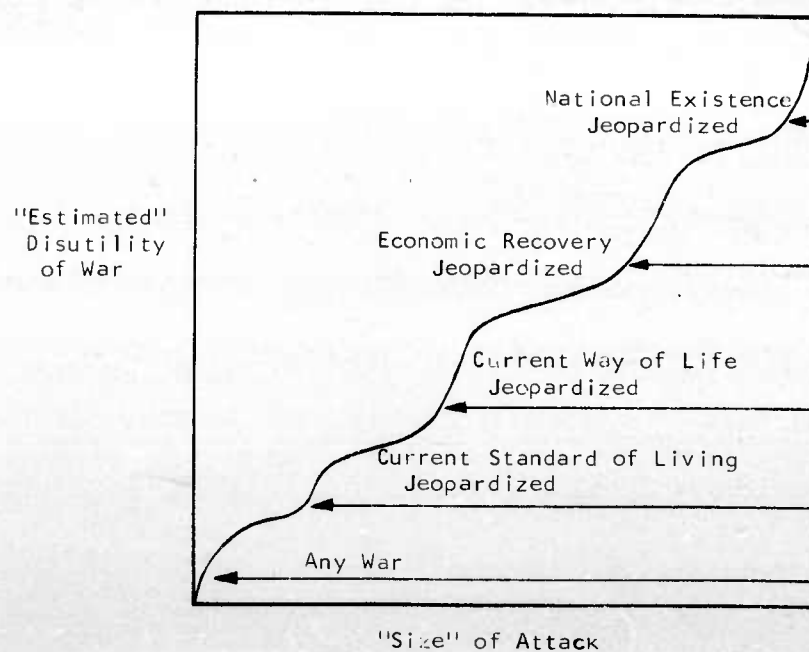 National Existence
Jeopardized
"Estimated"
Disutility
of War
Economic Recovery
Jeopardized
Current Way of Life
Jeopardized
Current Standard of Living
Jeopardized
Any War
"Size" of Attack